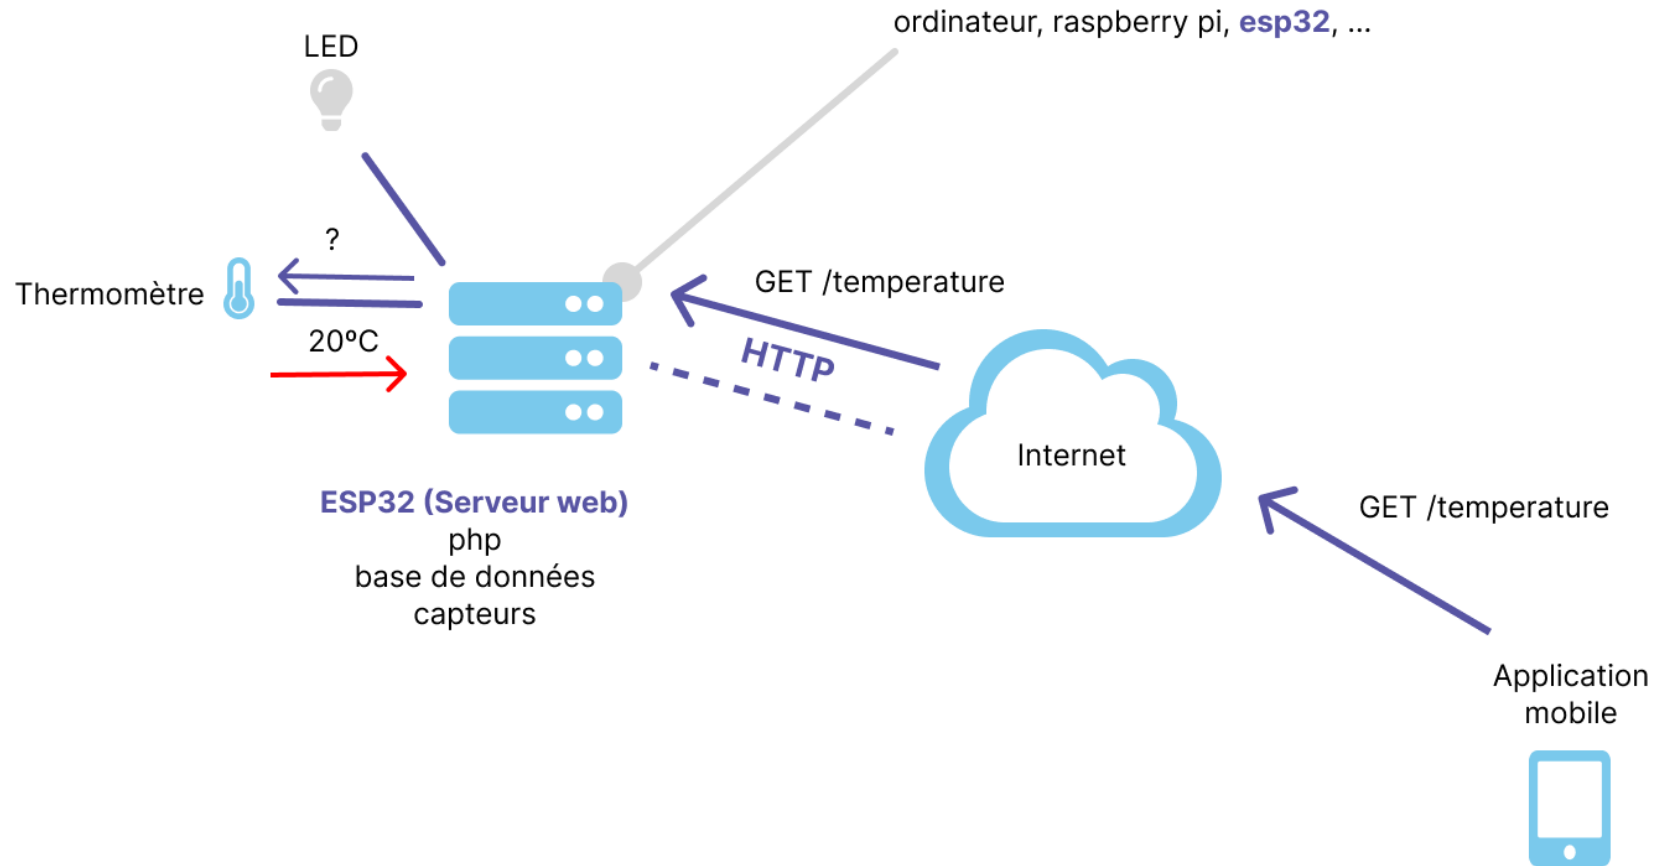 ordinateur, raspberry pi, esp32, ...
LED
?
Thermomètre
20ºC
GET /temperature
HTTP
Internet
ESP32 (Serveur web)
php
base de données
capteurs
GET /temperature
Application
mobile